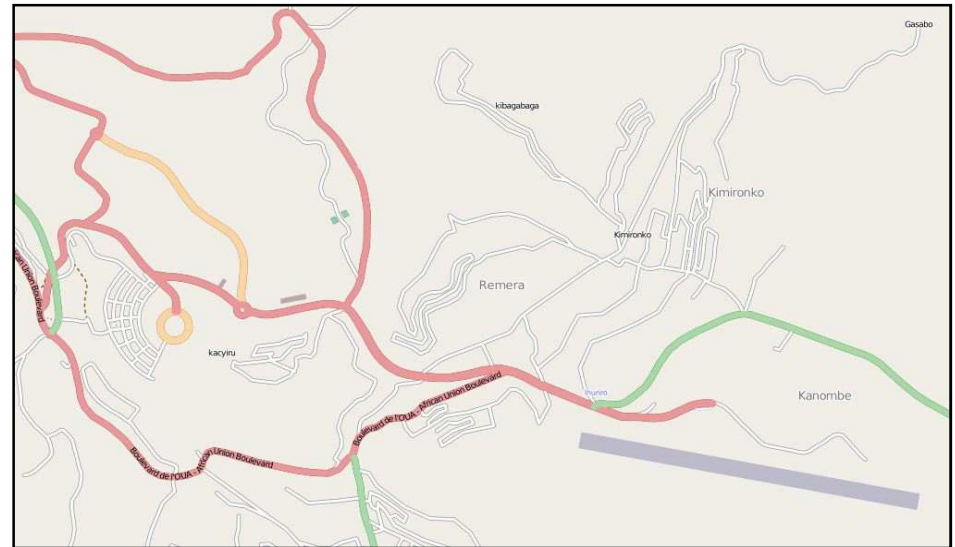 Gasabo
kibagabaga
Kimironko
Kimironko
Remera
African Union Boulevard
kacyiru
Kanombe
Boulevard de l'OUA - African Union Boulevard
Boulevard de l'OUA - African Union Boulevard